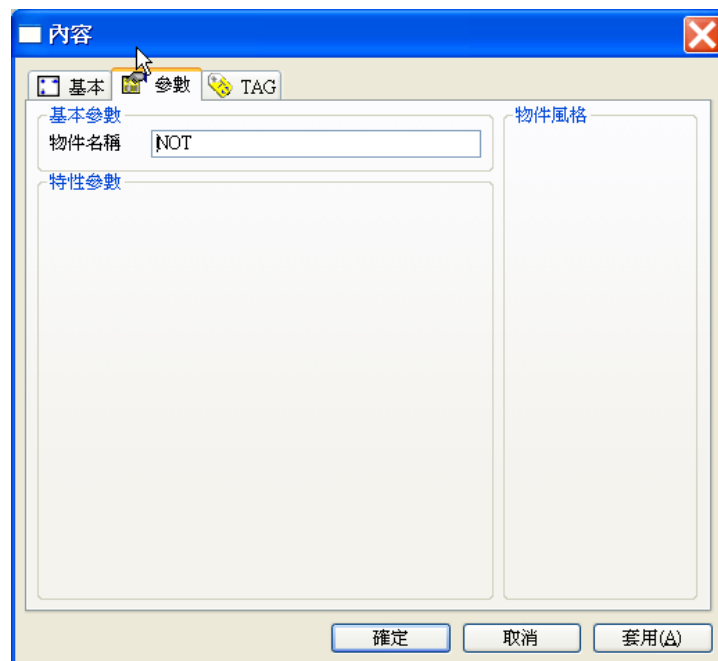 內容
基本 參數 TAG
基本參數
物件名稱 NOT
特性參數
物件風格
確定 取消 套用(A)